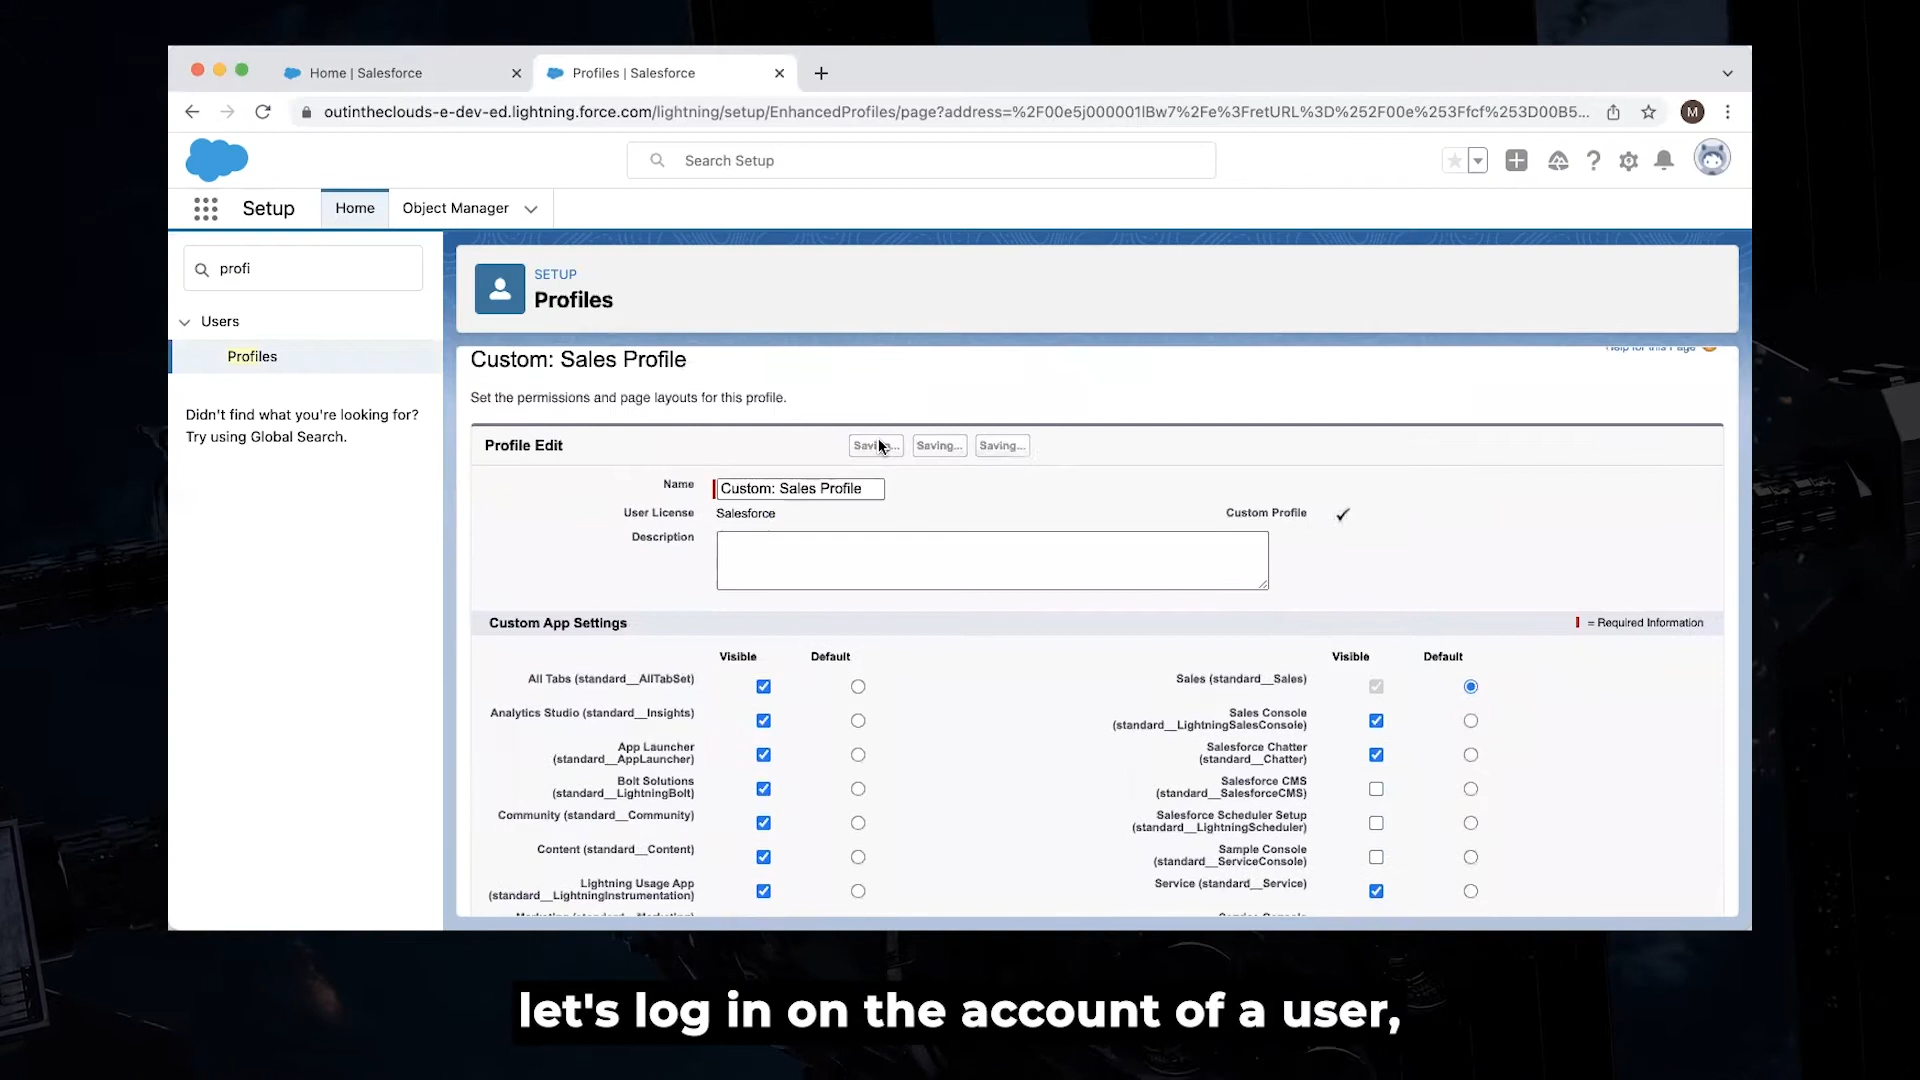 Home | Salesforce
Profiles | Salesforce
outintheclouds-e-dev-ed.lightning.force.com/lightning/setup/EnhancedProfiles/page?address=%2F00e5j000001lBw7%2Fe%3FretURL%3D%252F00e%253Ffcf%253D00B5...
M
Search Setup
Setup
Home
Object Manager
profi
Users
Profiles
Didn't find what you're looking for?
Try using Global Search.
SETUP
Profiles
Custom: Sales Profile
Help for this Page
Set the permissions and page layouts for this profile.
Profile Edit
Saving...
Saving...
Saving...
Name
Custom: Sales Profile
User License
Salesforce
Custom Profile
Description
Custom App Settings
= Required Information
Visible
Default
Visible
Default
All Tabs (standard__AllTabSet)
Sales (standard__Sales)
Analytics Studio (standard__Insights)
Sales Console
(standard__LightningSalesConsole)
App Launcher
(standard__AppLauncher)
Salesforce Chatter
(standard__Chatter)
Bolt Solutions
(standard__LightningBolt)
Salesforce CMS
(standard__SalesforceCMS)
Community (standard__Community)
Salesforce Scheduler Setup
(standard__LightningScheduler)
Content (standard__Content)
Sample Console
(standard__ServiceConsole)
Lightning Usage App
(standard__LightningInstrumentation)
Service (standard__Service)
let's log in on the account of a user,